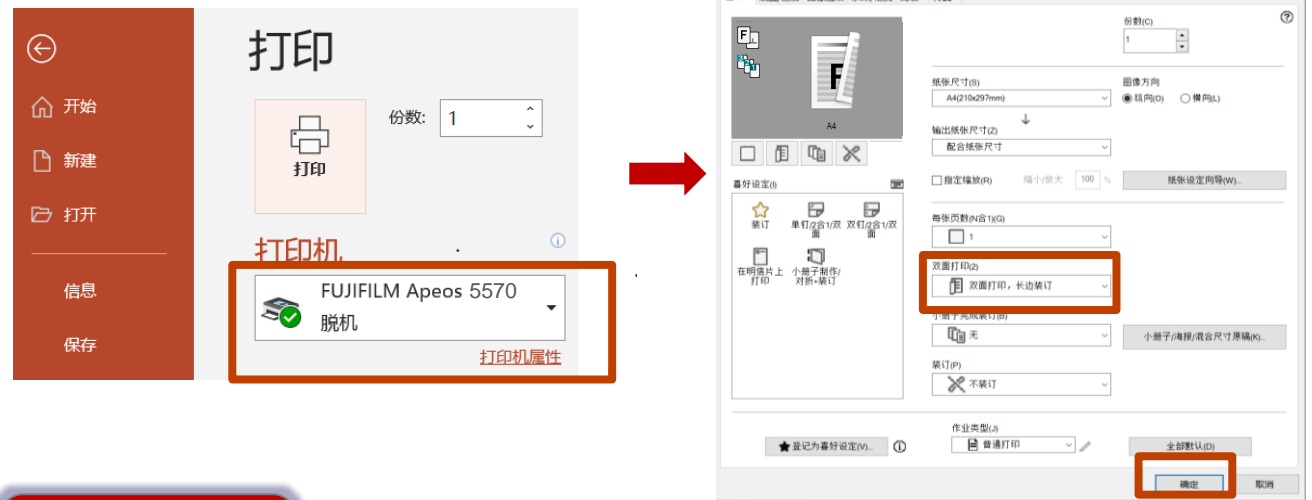 打印
开始
新建
打开
信息
保存
份数: 1
打印
打印机
FUJIFILM Apeos 5570
脱机
打印机属性
份数(C)
1
A4
纸张尺寸(S)
A4(210x297mm)
图像方向
纵向(O) 横向(L)
输出纸张尺寸(Z)
配合纸张尺寸
指定缩放(R) 缩小/放大 100 %
纸张设定向导(W)...
喜好设定(I)
装订
单钉/2合1/双面
双钉/2合1/双面
在明信片上打印
小册子制作/对折+装订
每张页数(N合1)(G)
1
双面打印(2)
双面打印，长边装订
小册子完成装订(B)
无
小册子/海报/混合尺寸原稿(K)...
装订(P)
不装订
作业类型(J)
普通打印
登记为喜好设定(V)...
全部默认(D)
确定
取消